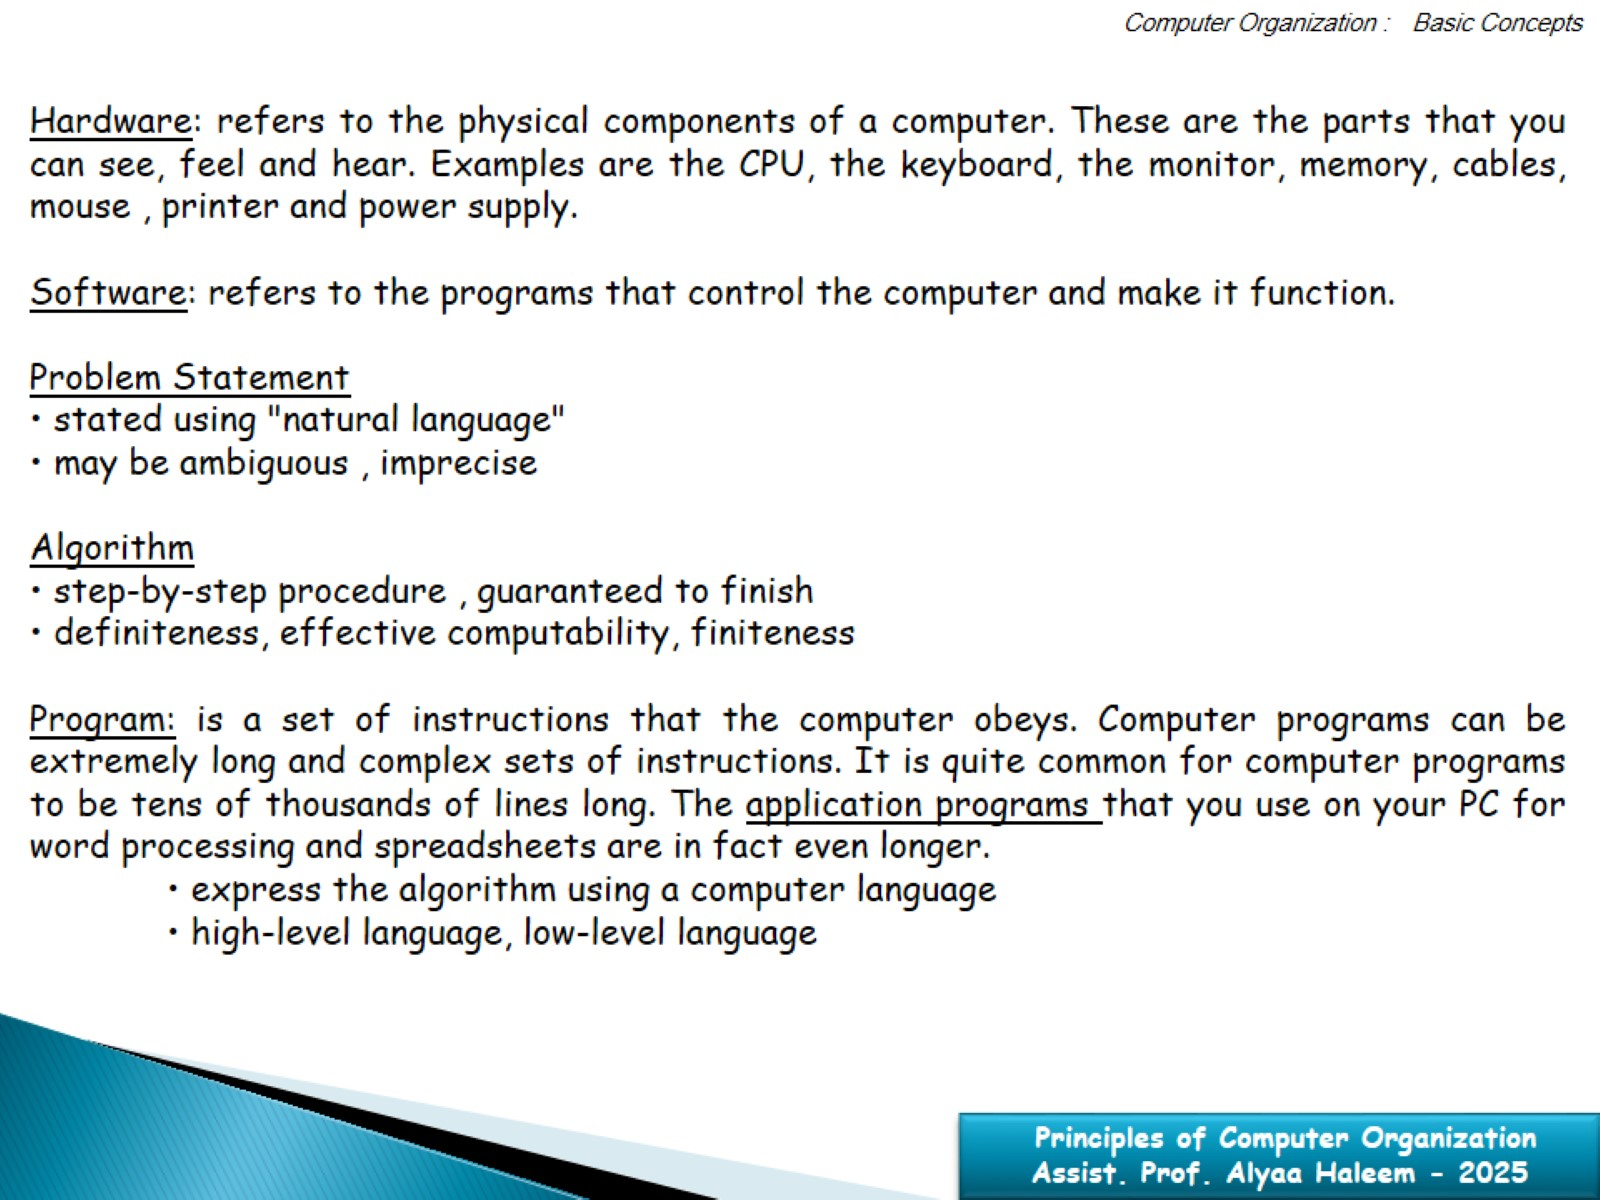 Computer Organization : Basic Concepts
Hardware: refers to the physical components of a computer. These are the parts that you
can see, feel and hear. Examples are the CPU, the keyboard, the monitor, memory, cables,
mouse , printer and power supply.
Software: refers to the programs that control the computer and make it function.
Problem Statement
• stated using "natural language"
• may be ambiguous , imprecise
Algorithm
• step-by-step procedure , guaranteed to finish
• definiteness, effective computability, finiteness
Program: is a set of instructions that the computer obeys. Computer programs can be
extremely long and complex sets of instructions. It is quite common for computer programs
to be tens of thousands of lines long. The application programs that you use on your PC for
word processing and spreadsheets are in fact even longer.
• express the algorithm using a computer language
• high-level language, low-level language
Principles of Computer Organization
Assist. Prof. Alyaa Haleem - 2025